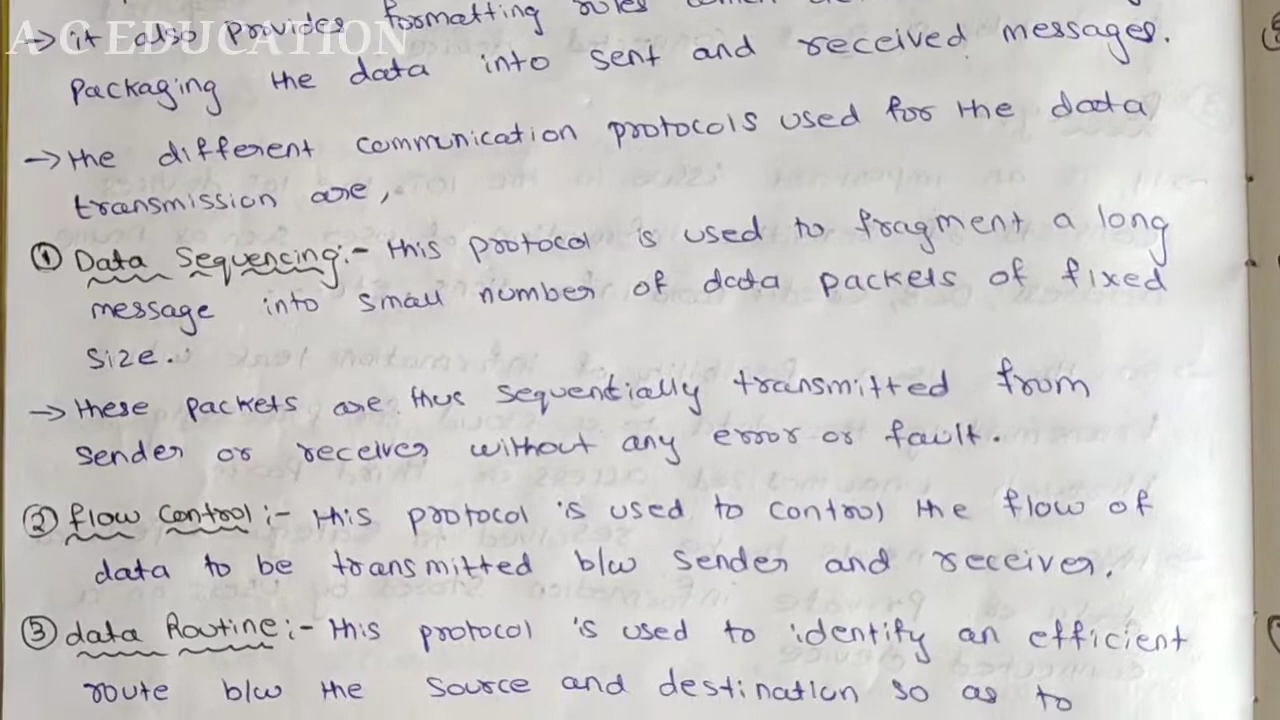 A G EDUCATION
→ it also provides formatting rules
packaging the data into sent and received messages.
→ the different communication protocols used for the data
transmission are,
① Data Sequencing:- this protocol is used to fragment a long
message into small number of data packets of fixed
size.
→ these packets are thus sequentially transmitted from
sender or receiver without any error or fault.
② flow control :- this protocol is used to control the flow of
data to be transmitted b/w sender and receiver.
③ data Routine:- this protocol is used to identify an efficient
route b/w the source and destination so as to